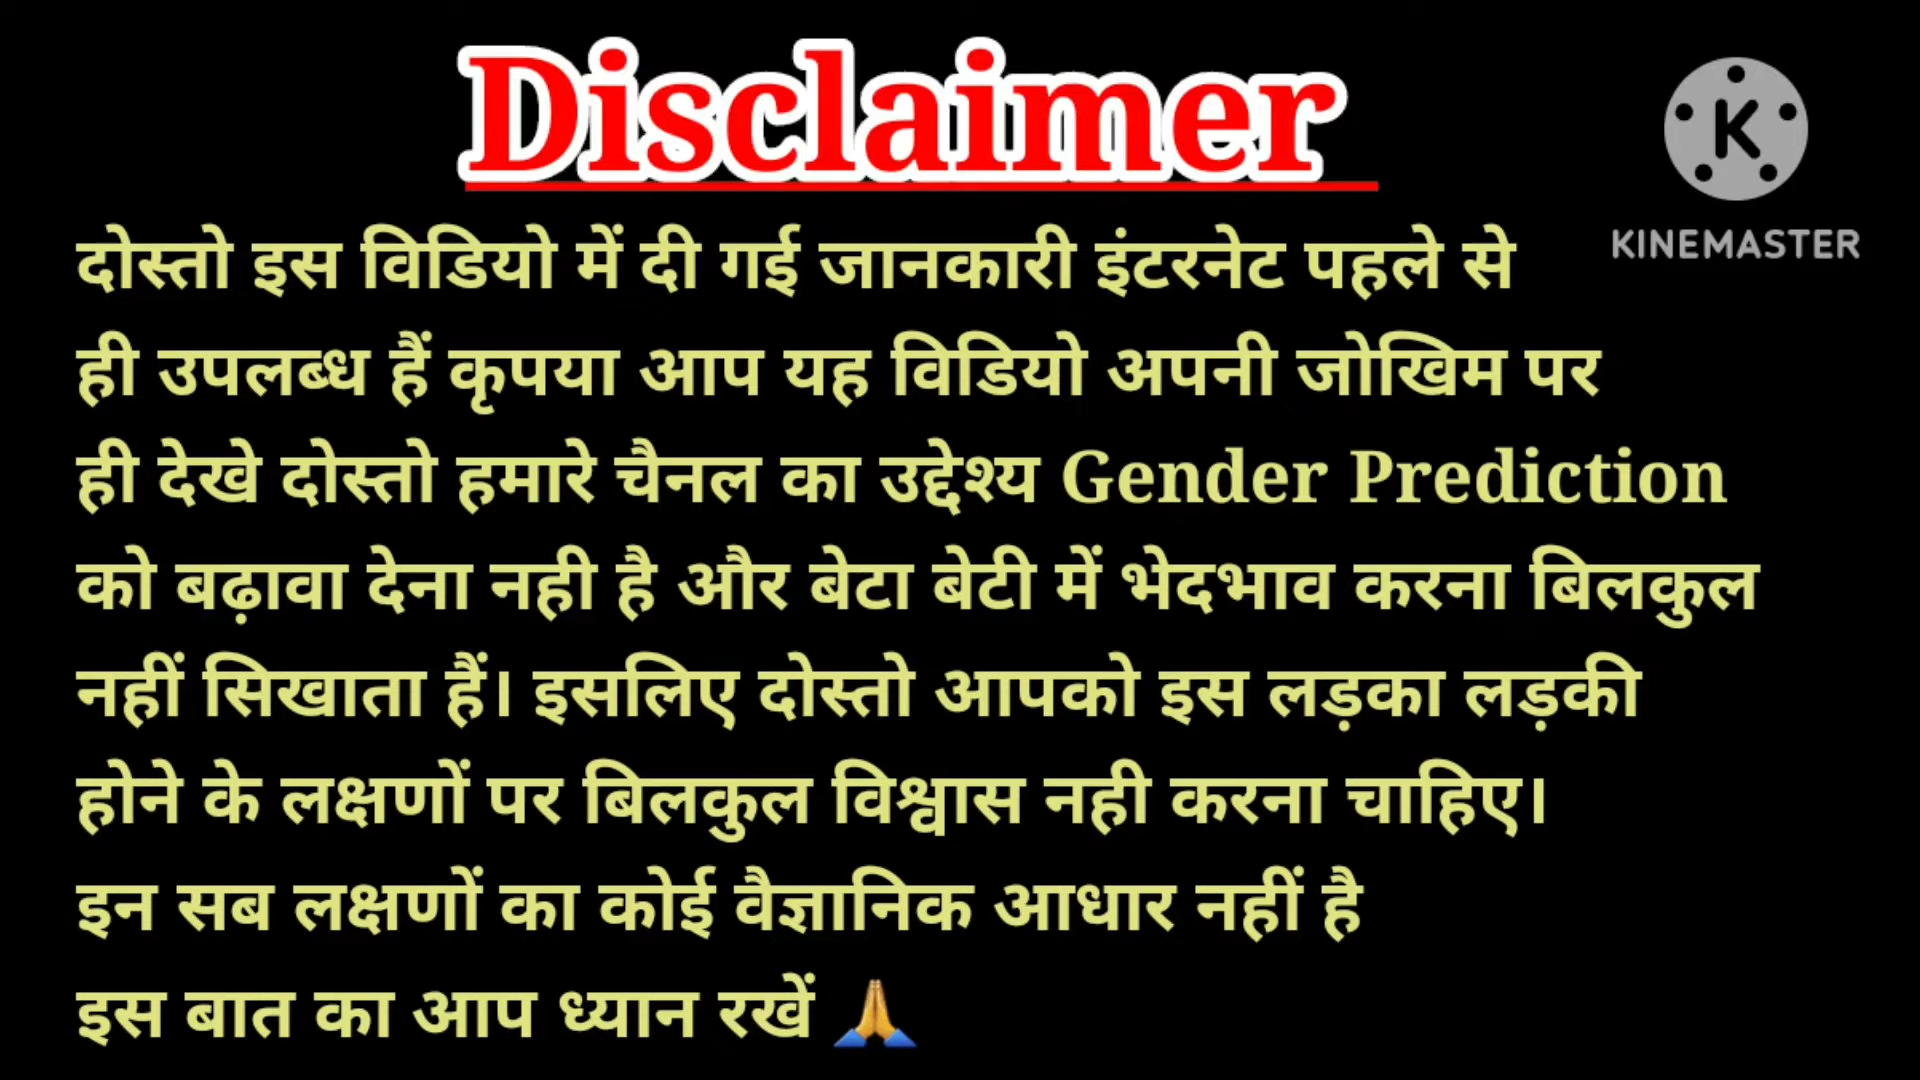 Disclaimer
KINEMASTER
दोस्तो इस विडियो में दी गई जानकारी इंटरनेट पहले से
ही उपलब्ध हैं कृपया आप यह विडियो अपनी जोखिम पर
ही देखे दोस्तो हमारे चैनल का उद्देश्य Gender Prediction
को बढ़ावा देना नही है और बेटा बेटी में भेदभाव करना बिलकुल
नहीं सिखाता हैं। इसलिए दोस्तो आपको इस लड़का लड़की
होने के लक्षणों पर बिलकुल विश्वास नही करना चाहिए।
इन सब लक्षणों का कोई वैज्ञानिक आधार नहीं है
इस बात का आप ध्यान रखें 🙏